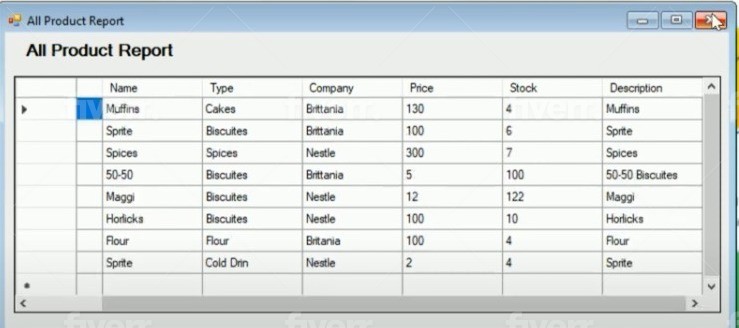 All Product Report
All Product Report
Name Type Company Price Stock Description
Muffins Cakes Brittania 130 4 Muffins
Sprite Biscuites Brittania 100 6 Sprite
Spices Spices Nestle 300 7 Spices
50-50 Biscuites Brittania 5 100 50-50 Biscuites
Maggi Biscuites Nestle 12 122 Maggi
Horlicks Biscuites Nestle 100 10 Horlicks
Flour Flour Britania 100 4 Flour
Sprite Cold Drin Nestle 2 4 Sprite
fiverr fiverr fiverr